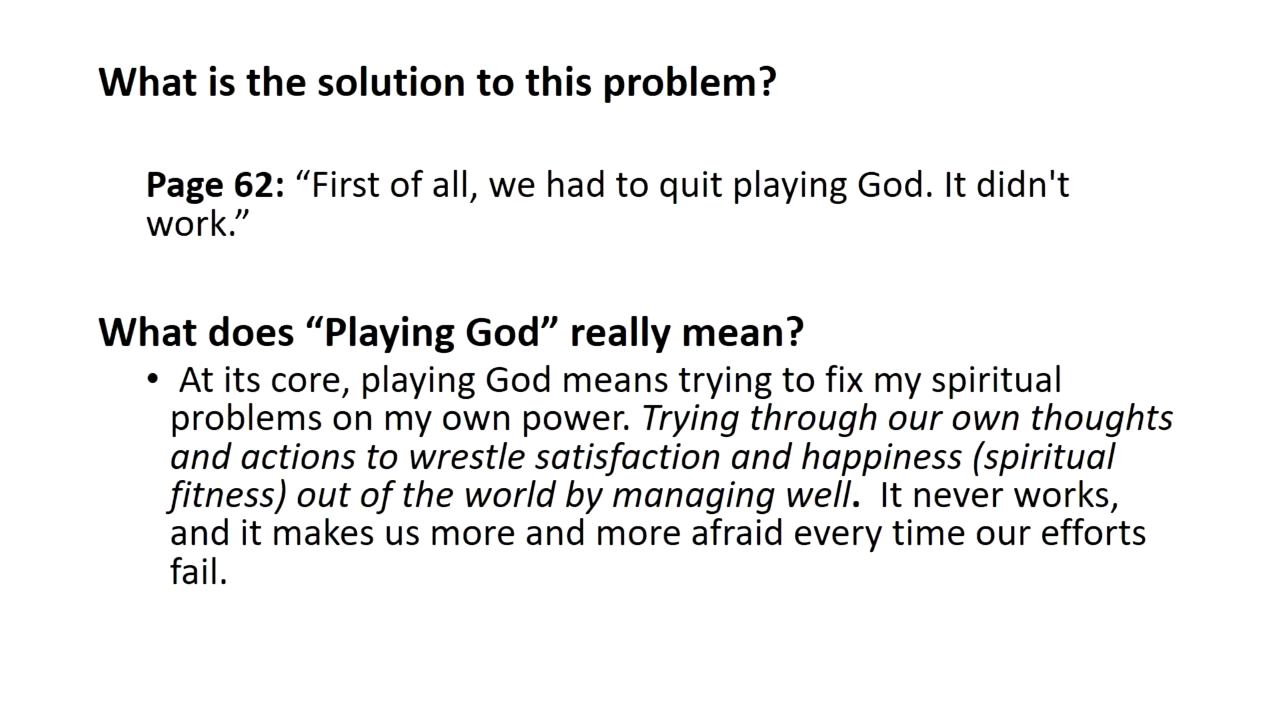 What is the solution to this problem?
Page 62: “First of all, we had to quit playing God. It didn't
work.”
What does “Playing God” really mean?
• At its core, playing God means trying to fix my spiritual
problems on my own power. Trying through our own thoughts
and actions to wrestle satisfaction and happiness (spiritual
fitness) out of the world by managing well. It never works,
and it makes us more and more afraid every time our efforts
fail.